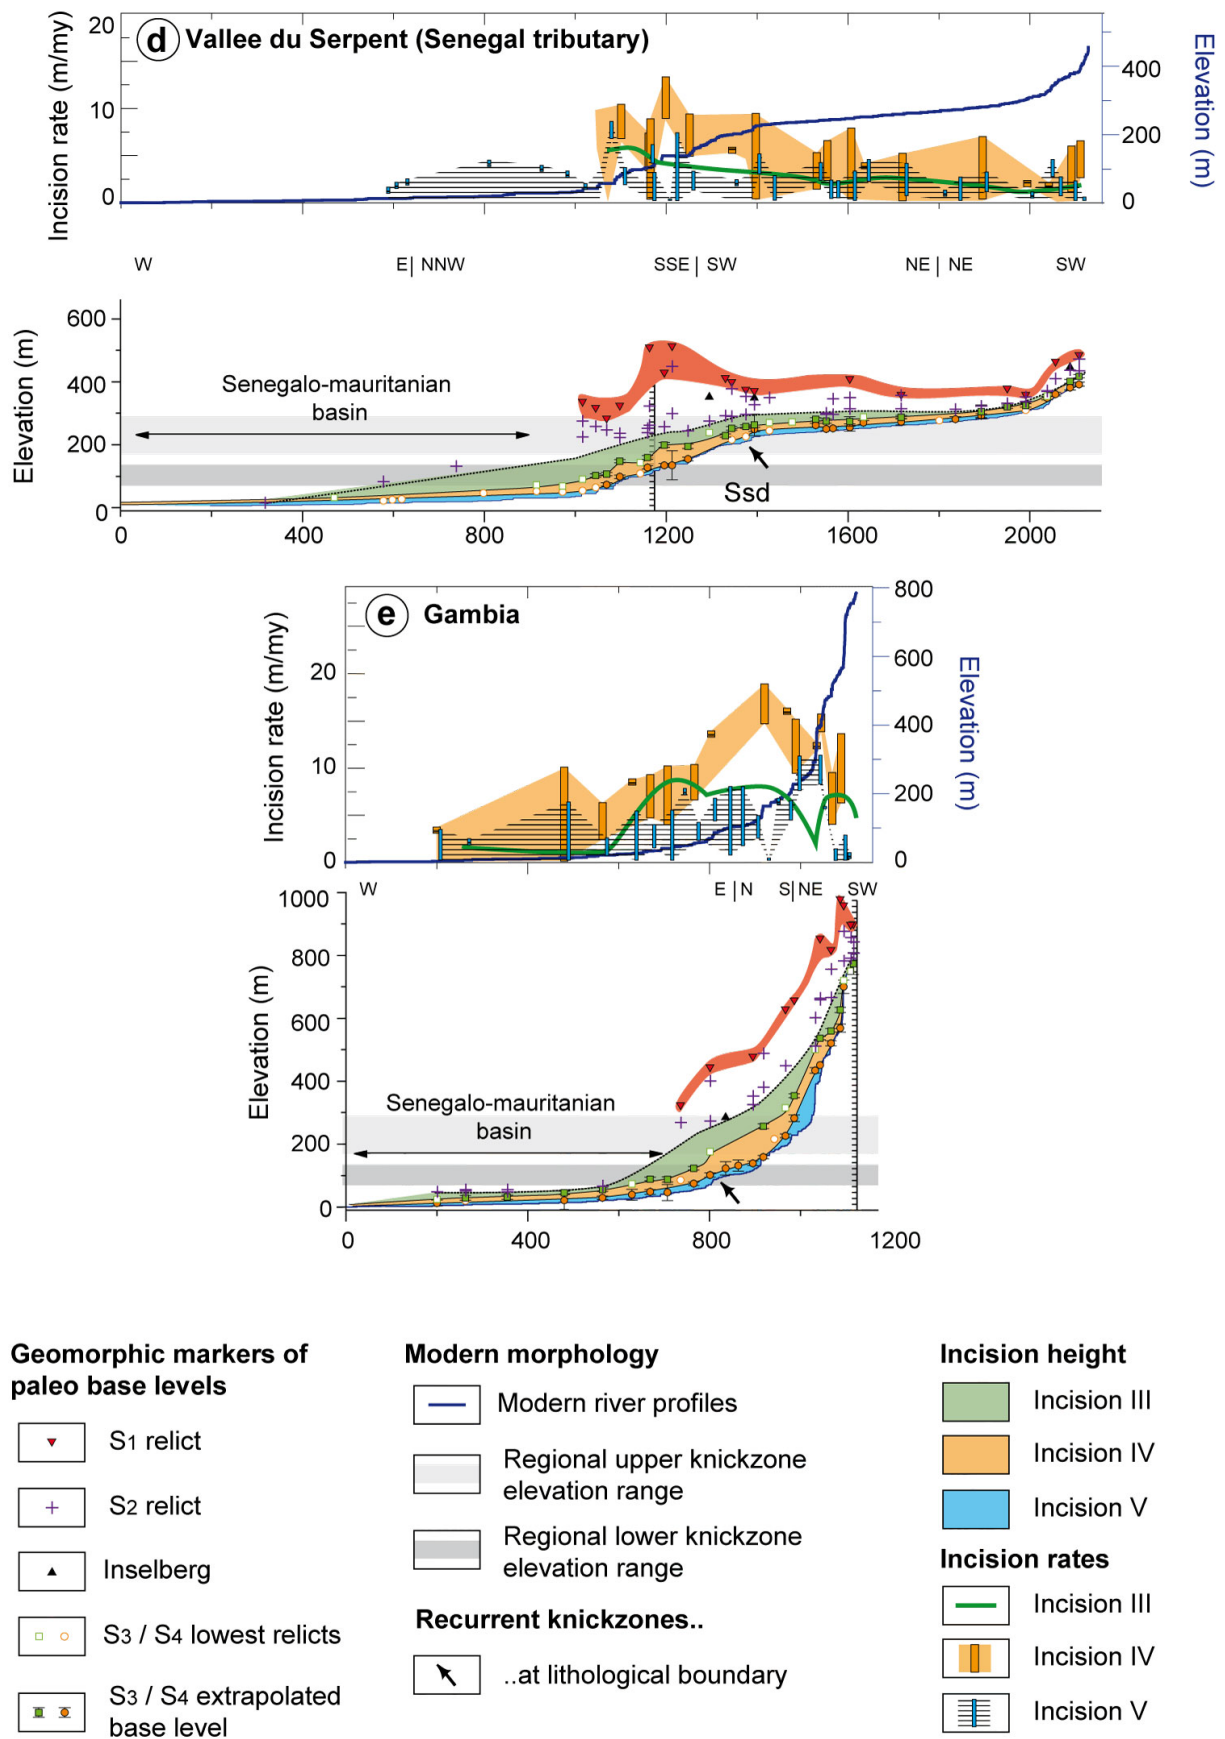 d Vallee du Serpent (Senegal tributary)
Incision rate (m/my)
20
10
0
Elevation (m)
400
200
0
W E | NNW SSE | SW NE | NE SW
Elevation (m)
600
400
200
0
Senegalo-mauritanian
basin
Ssd
0 400 800 1200 1600 2000
e Gambia
Incision rate (m/my)
20
10
0
Elevation (m)
800
600
400
200
0
W E | N S | NE SW
Elevation (m)
1000
800
600
400
200
0
Senegalo-mauritanian
basin
0 400 800 1200
Geomorphic markers of
paleo base levels
S1 relict
S2 relict
Inselberg
S3 / S4 lowest relicts
S3 / S4 extrapolated
base level
Modern morphology
Modern river profiles
Regional upper knickzone
elevation range
Regional lower knickzone
elevation range
Recurrent knickzones..
..at lithological boundary
Incision height
Incision III
Incision IV
Incision V
Incision rates
Incision III
Incision IV
Incision V